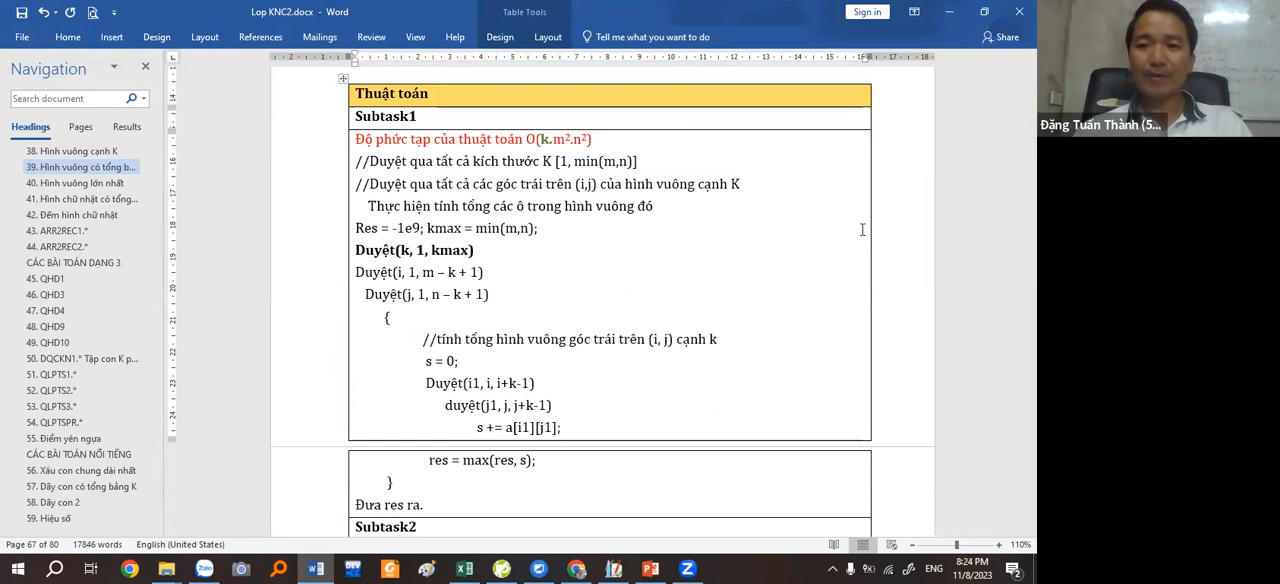 Lop KNC2.docx - Word
Table Tools
Sign in
File Home Insert Design Layout References Mailings Review View Help Design Layout Tell me what you want to do Share
Navigation
Search document
Headings Pages Results
38. Hình vuông cạnh K
39. Hình vuông có tổng b...
40. Hình vuông lớn nhất
41. Hình chữ nhật có tổng...
42. Đếm hình chữ nhật
43. ARR2REC1.*
44. ARR2REC2.*
CÁC BÀI TOÁN DẠNG 3
45. QHD1
46. QHD3
47. QHD4
48. QHD9
49. QHD10
50. DQCKN1.* Tập con K p...
51. QLPTS1.*
52. QLPTS2.*
53. QLPTS3.*
54. QLPTSPR.*
55. Điểm yên ngựa
CÁC BÀI TOÁN NỔI TIẾNG
56. Xâu con chung dài nhất
57. Dãy con có tổng bằng K
58. Dãy con 2
59. Hiệu số
Thuật toán
Subtask1
Độ phức tạp của thuật toán O(k.m².n²)
//Duyệt qua tất cả kích thước K [1, min(m,n)]
//Duyệt qua tất cả các góc trái trên (i,j) của hình vuông cạnh K
Thực hiện tính tổng các ô trong hình vuông đó
Res = -1e9; kmax = min(m,n);
Duyệt(k, 1, kmax)
Duyệt(i, 1, m – k + 1)
Duyệt(j, 1, n – k + 1)
{
//tính tổng hình vuông góc trái trên (i, j) cạnh k
s = 0;
Duyệt(i1, i, i+k-1)
duyệt(j1, j, j+k-1)
s += a[i1][j1];
res = max(res, s);
}
Đưa res ra.
Subtask2
Đặng Tuấn Thành (5...
Page 67 of 80 17846 words English (United States) 110%
ENG
8:24 PM
11/8/2023